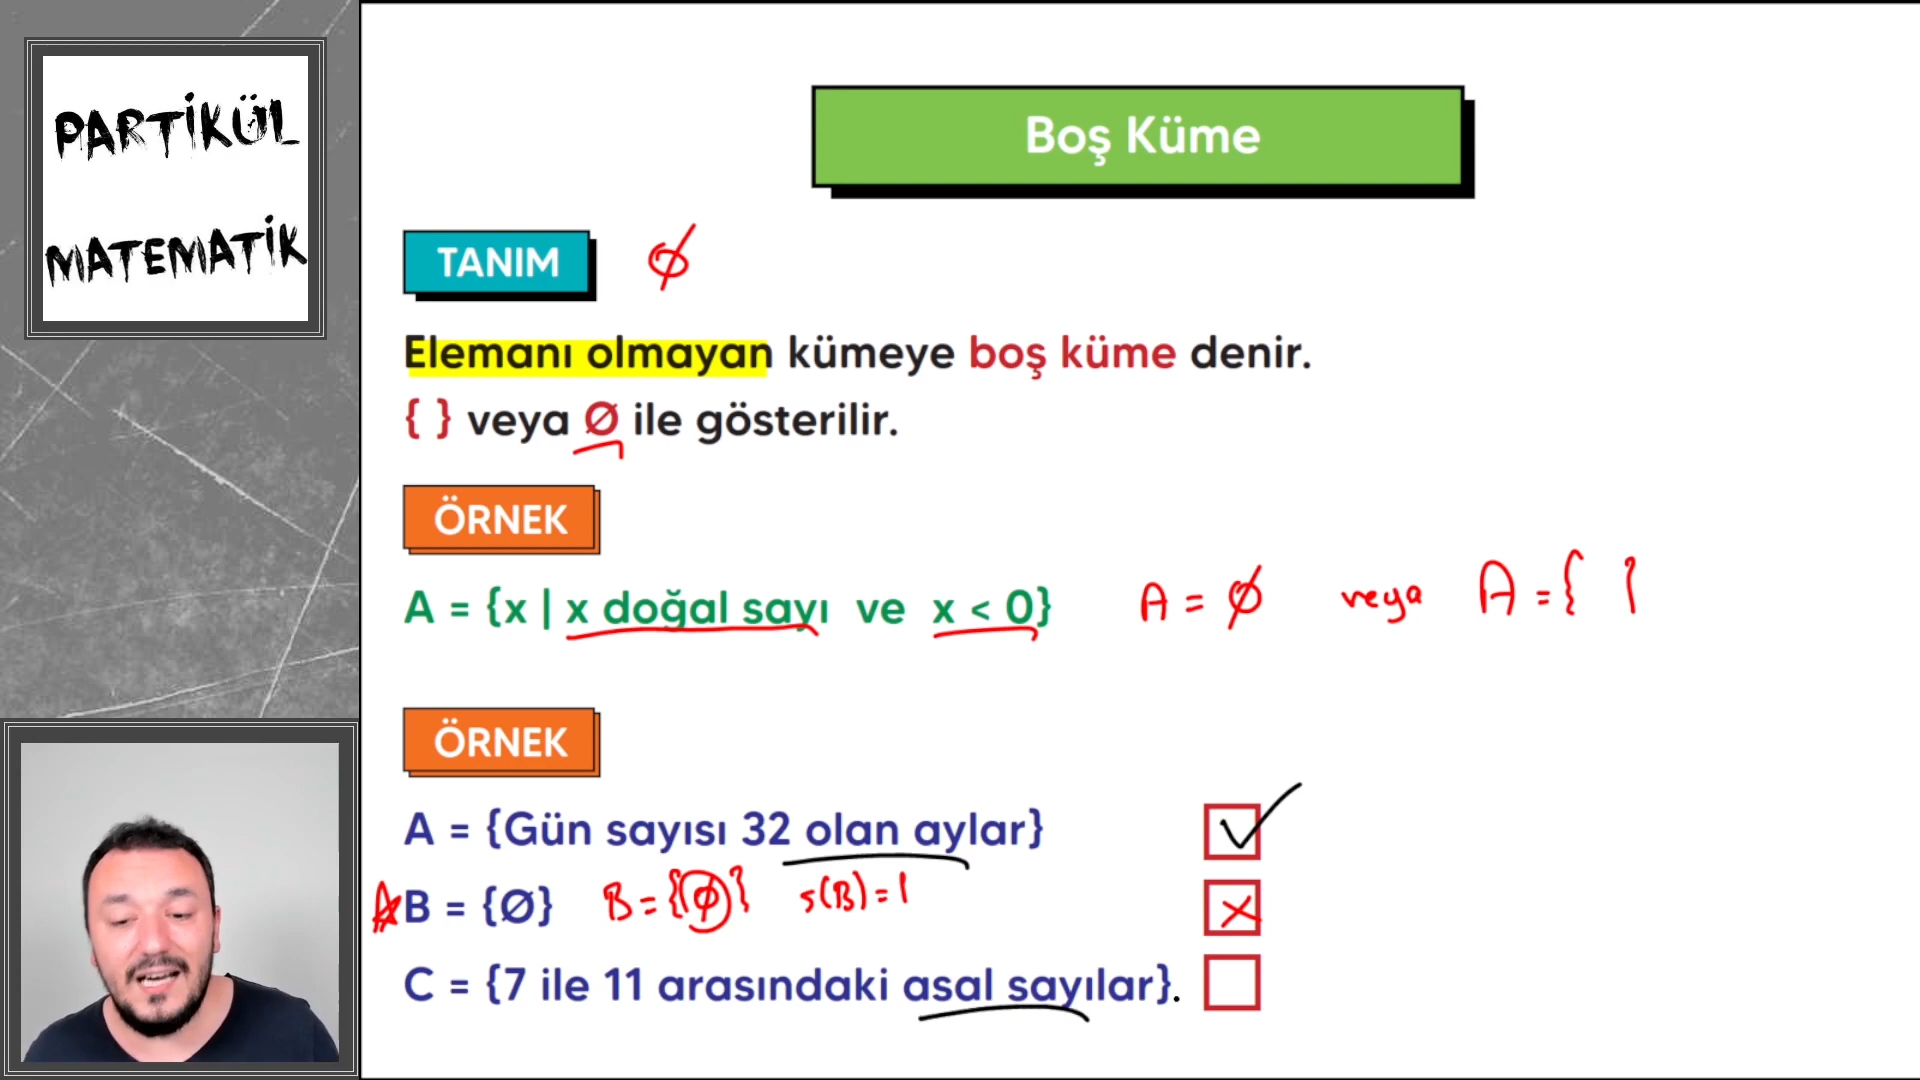 PARTİKÜL
MATEMATİK
Boş Küme
TANIM ∅
Elemanı olmayan kümeye boş küme denir.
{ } veya Ø ile gösterilir.
ÖRNEK
A = {x | x doğal sayı ve x < 0} A = ∅ veya A = { }
ÖRNEK
A = {Gün sayısı 32 olan aylar} ✓
B = {Ø} B = {∅} s(B) = 1 X
C = {7 ile 11 arasındaki asal sayılar}.